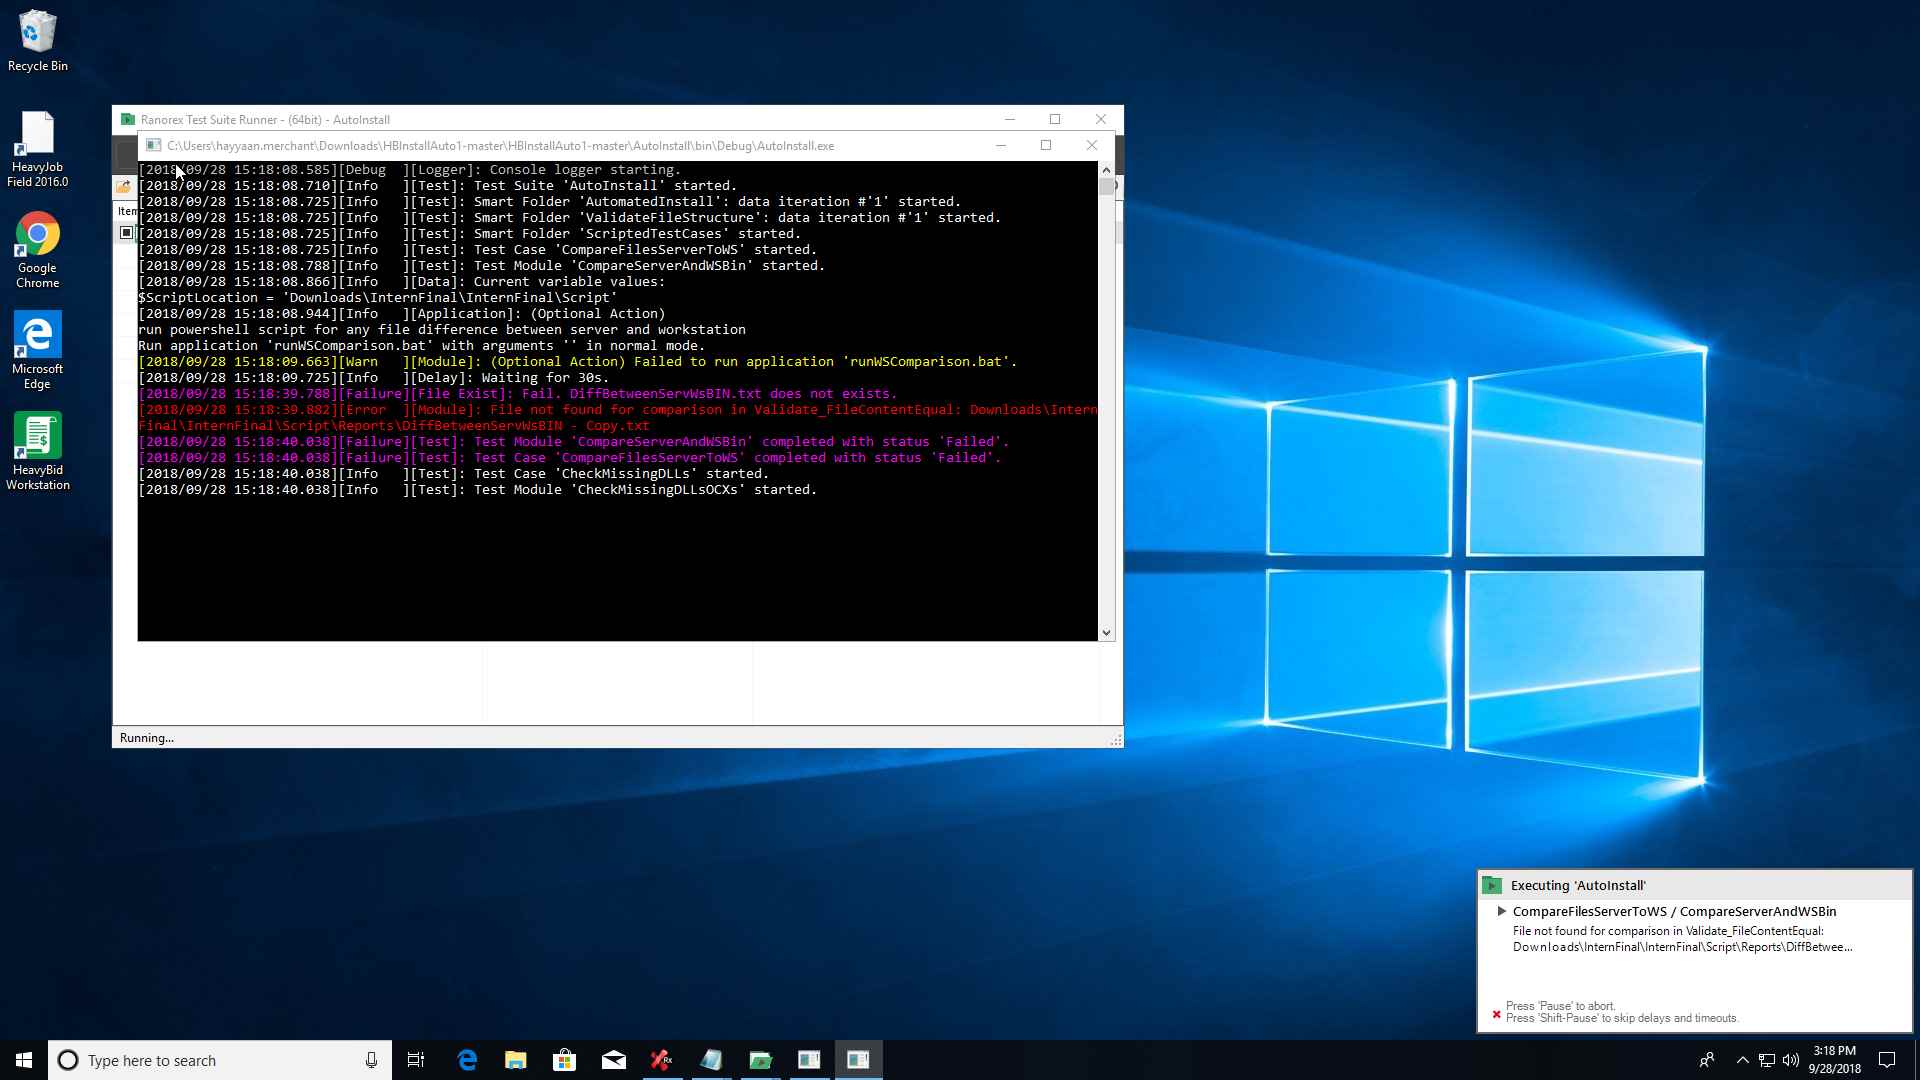 Recycle Bin
HeavyJob
Field 2016.0
Google
Chrome
Microsoft
Edge
HeavyBid
Workstation
Ranorex Test Suite Runner - (64bit) - AutoInstall
C:\Users\hayyaan.merchant\Downloads\HBInstallAuto1-master\HBInstallAuto1-master\AutoInstall\bin\Debug\AutoInstall.exe
Item
[2018/09/28 15:18:08.585][Debug  ][Logger]: Console logger starting.
[2018/09/28 15:18:08.710][Info   ][Test]: Test Suite 'AutoInstall' started.
[2018/09/28 15:18:08.725][Info   ][Test]: Smart Folder 'AutomatedInstall': data iteration #'1' started.
[2018/09/28 15:18:08.725][Info   ][Test]: Smart Folder 'ValidateFileStructure': data iteration #'1' started.
[2018/09/28 15:18:08.725][Info   ][Test]: Smart Folder 'ScriptedTestCases' started.
[2018/09/28 15:18:08.725][Info   ][Test]: Test Case 'CompareFilesServerToWS' started.
[2018/09/28 15:18:08.788][Info   ][Test]: Test Module 'CompareServerAndWSBin' started.
[2018/09/28 15:18:08.866][Info   ][Data]: Current variable values:
$ScriptLocation = 'Downloads\InternFinal\InternFinal\Script'
[2018/09/28 15:18:08.944][Info   ][Application]: (Optional Action)
run powershell script for any file difference between server and workstation
Run application 'runWSComparison.bat' with arguments '' in normal mode.
[2018/09/28 15:18:09.663][Warn   ][Module]: (Optional Action) Failed to run application 'runWSComparison.bat'.
[2018/09/28 15:18:09.725][Info   ][Delay]: Waiting for 30s.
[2018/09/28 15:18:39.788][Failure][File Exist]: Fail. DiffBetweenServWsBIN.txt does not exists.
[2018/09/28 15:18:39.882][Error  ][Module]: File not found for comparison in Validate_FileContentEqual: Downloads\Intern
Final\InternFinal\Script\Reports\DiffBetweenServWsBIN - Copy.txt
[2018/09/28 15:18:40.038][Failure][Test]: Test Module 'CompareServerAndWSBin' completed with status 'Failed'.
[2018/09/28 15:18:40.038][Failure][Test]: Test Case 'CompareFilesServerToWS' completed with status 'Failed'.
[2018/09/28 15:18:40.038][Info   ][Test]: Test Case 'CheckMissingDLLs' started.
[2018/09/28 15:18:40.038][Info   ][Test]: Test Module 'CheckMissingDLLsOCXs' started.
Running...
Executing 'AutoInstall'
CompareFilesServerToWS / CompareServerAndWSBin
File not found for comparison in Validate_FileContentEqual:
Downloads\InternFinal\InternFinal\Script\Reports\DiffBetwee...
Press 'Pause' to abort.
Press 'Shift-Pause' to skip delays and timeouts.
Type here to search
3:18 PM
9/28/2018